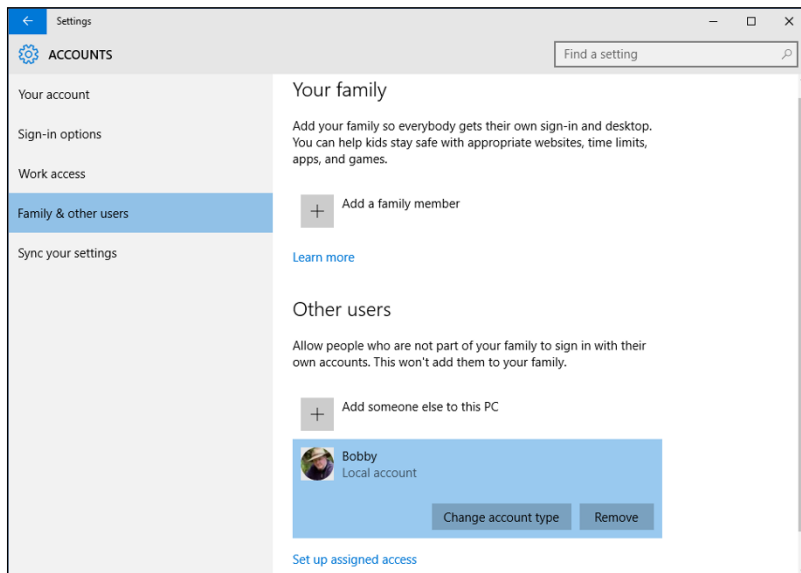 Settings
ACCOUNTS
Find a setting
Your account
Sign-in options
Work access
Family & other users
Sync your settings
Your family
Add your family so everybody gets their own sign-in and desktop.
You can help kids stay safe with appropriate websites, time limits,
apps, and games.
Add a family member
Learn more
Other users
Allow people who are not part of your family to sign in with their
own accounts. This won't add them to your family.
Add someone else to this PC
Bobby
Local account
Change account type
Remove
Set up assigned access